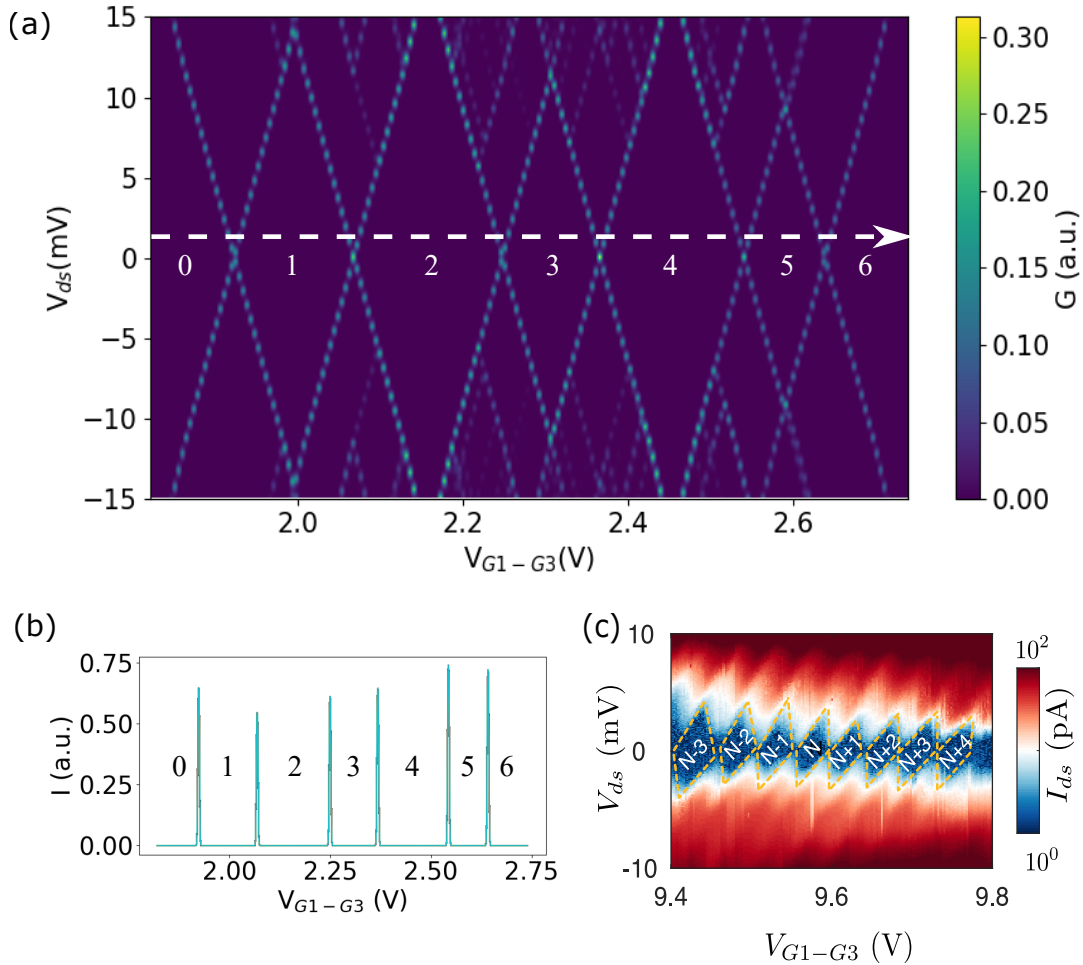 (a)
15
10
5
0
−5
−10
−15
V_ds(mV)
0 1 2 3 4 5 6
2.0 2.2 2.4 2.6
V_G1−G3(V)
0.30
0.25
0.20
0.15
0.10
0.05
0.00
G (a.u.)
(b)
0.75
0.50
0.25
0.00
I (a.u.)
0 1 2 3 4 5 6
2.00 2.25 2.50 2.75
V_G1−G3 (V)
(c)
10
0
-10
V_ds (mV)
N-3 N-2 N-1 N N+1 N+2 N+3 N+4
9.4 9.6 9.8
V_G1−G3 (V)
10^2
10^0
I_ds (pA)